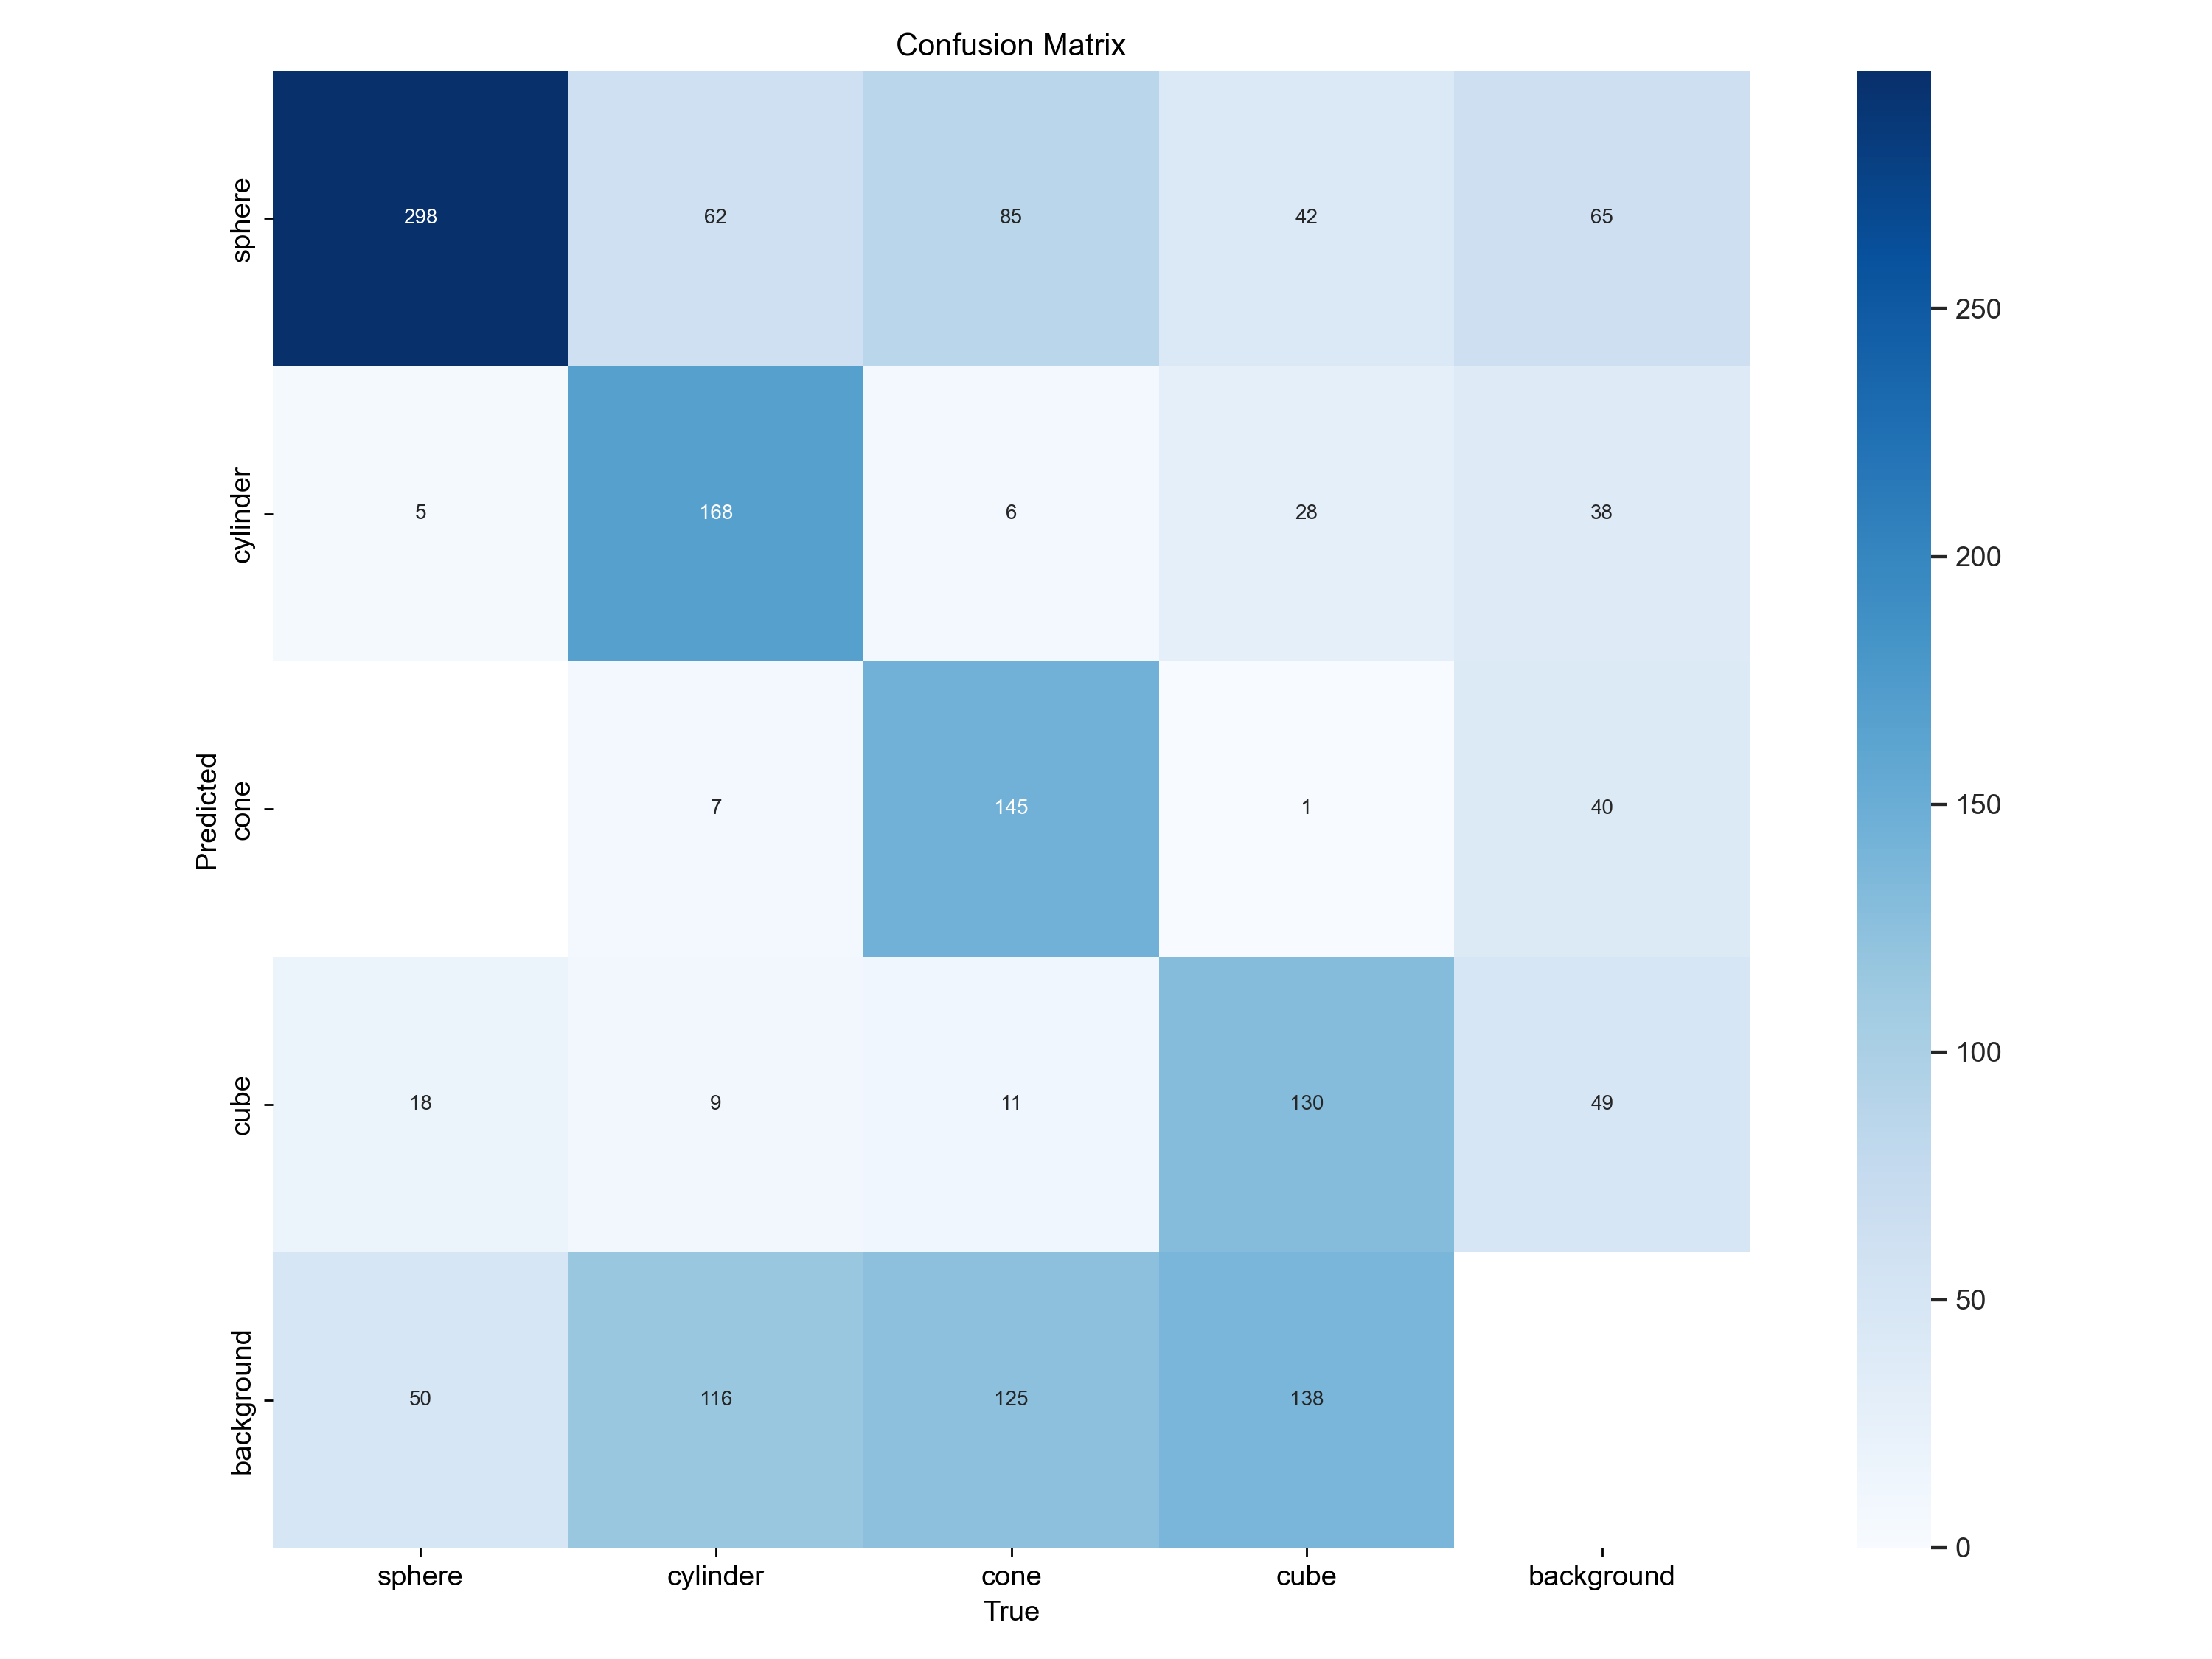 Confusion Matrix
sphere
298 62 85 42 65
cylinder
5 168 6 28 38
Predicted
cone
7 145 1 40
cube
18 9 11 130 49
background
50 116 125 138
sphere cylinder cone cube background
True
250
200
150
100
50
0